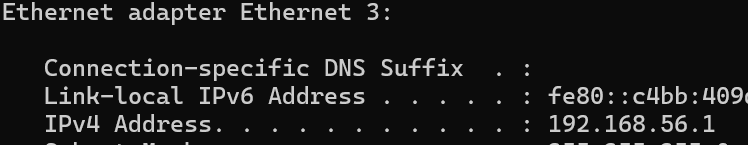 Ethernet adapter Ethernet 3:
Connection-specific DNS Suffix  . :
Link-local IPv6 Address . . . . . : fe80::c4bb:409
IPv4 Address. . . . . . . . . . . : 192.168.56.1